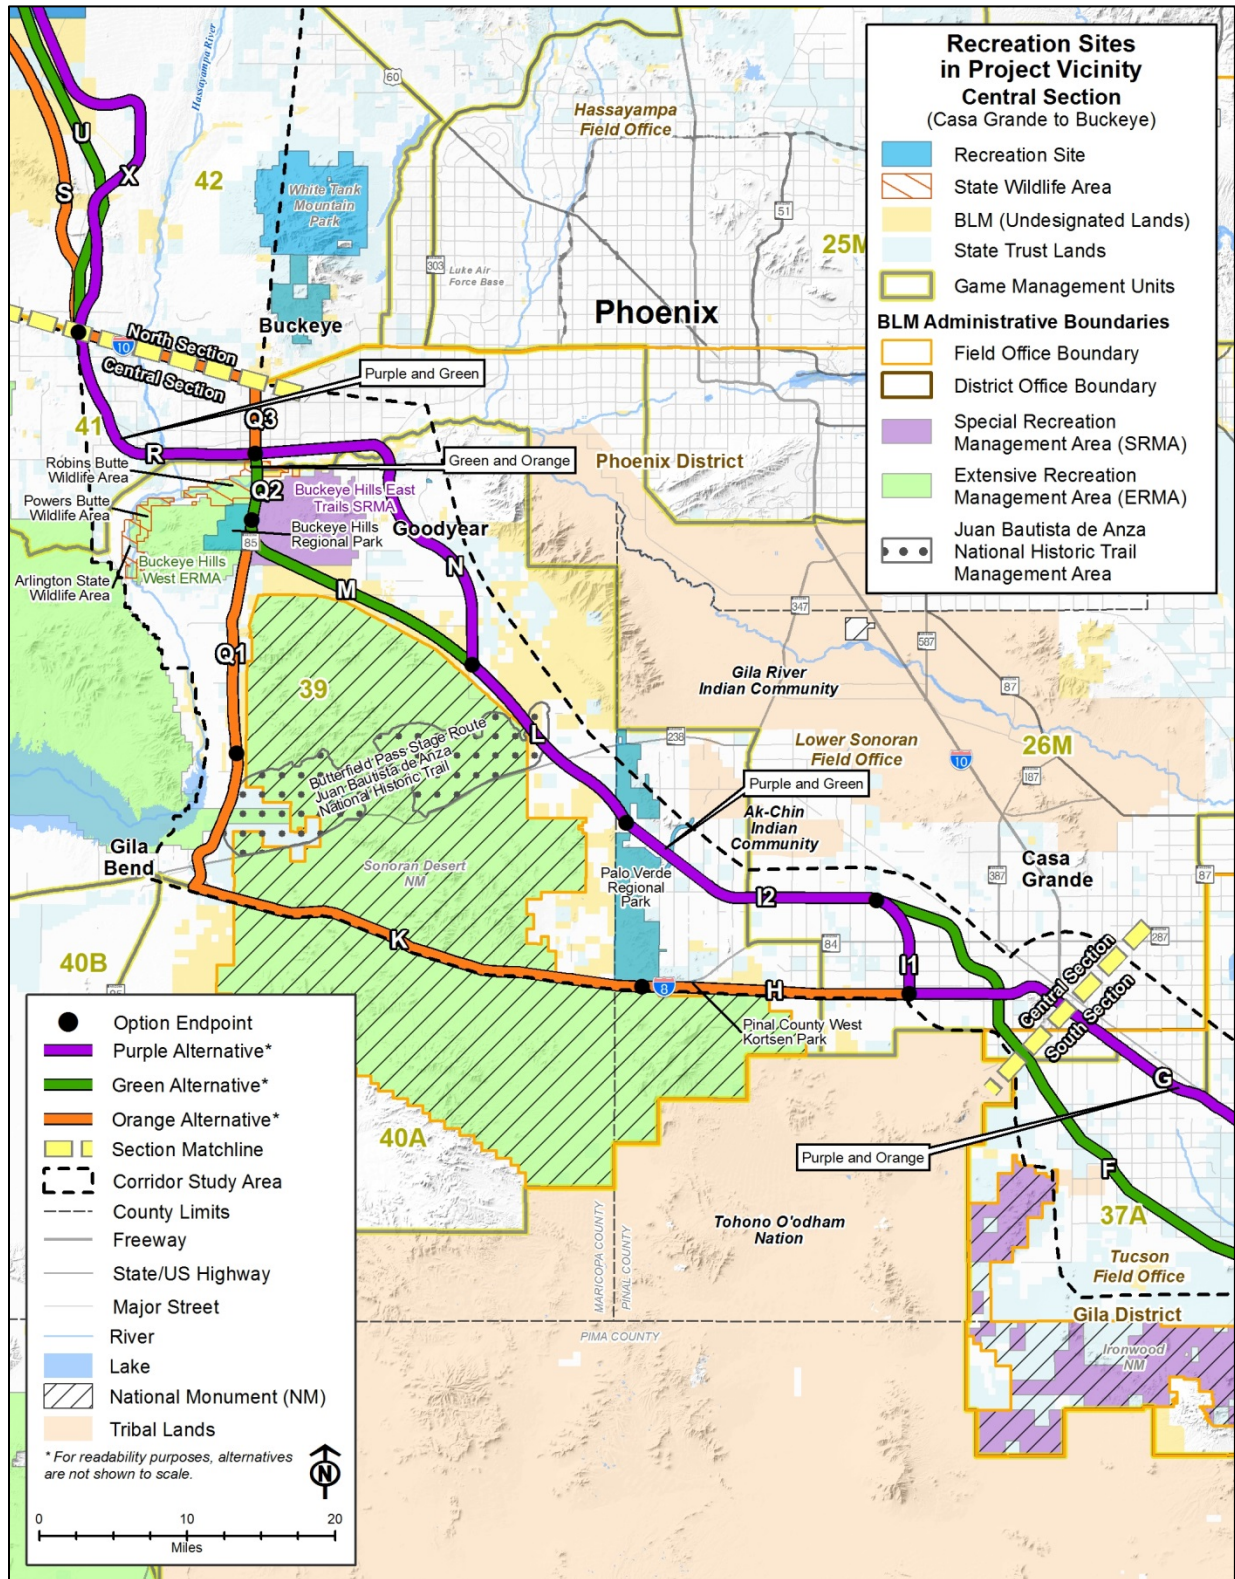 Recreation Sites
in Project Vicinity
Central Section
(Casa Grande to Buckeye)
Recreation Site
State Wildlife Area
BLM (Undesignated Lands)
State Trust Lands
Game Management Units
BLM Administrative Boundaries
Field Office Boundary
District Office Boundary
Special Recreation
Management Area (SRMA)
Extensive Recreation
Management Area (ERMA)
Juan Bautista de Anza
National Historic Trail
Management Area
Hassayampa River
60
Hassayampa
Field Office
U
X
S
42
White Tank
Mountain
Park
51
25M
303
Luke Air
Force Base
Phoenix
Buckeye
North Section
10
Central Section
Purple and Green
41
Q3
R
Green and Orange
Robins Butte
Wildlife Area
Phoenix District
Q2
Buckeye Hills East
Trails SRMA
Powers Butte
Wildlife Area
Goodyear
Buckeye Hills
Regional Park
85
Buckeye Hills
West ERMA
Arlington State
Wildlife Area
N
M
347
587
Q1
39
Gila River
Indian Community
87
Butterfield Pass Stage Route
Juan Bautista de Anza
National Historic Trail
L
238
Lower Sonoran
Field Office
26M
10
187
Purple and Green
Ak-Chin
Indian
Community
Gila
Bend
Sonoran Desert
NM
Palo Verde
Regional
Park
Casa
Grande
387
87
I2
K
84
287
40B
85
I1
8
H
Central Section
South Section
Pinal County West
Kortsen Park
G
40A
Purple and Orange
F
37A
Tohono O'odham
Nation
MARICOPA COUNTY
PINAL COUNTY
PIMA COUNTY
Tucson
Field Office
Gila District
Ironwood
NM
Option Endpoint
Purple Alternative*
Green Alternative*
Orange Alternative*
Section Matchline
Corridor Study Area
County Limits
Freeway
State/US Highway
Major Street
River
Lake
National Monument (NM)
Tribal Lands
* For readability purposes, alternatives
are not shown to scale.
N
0 10 20
Miles